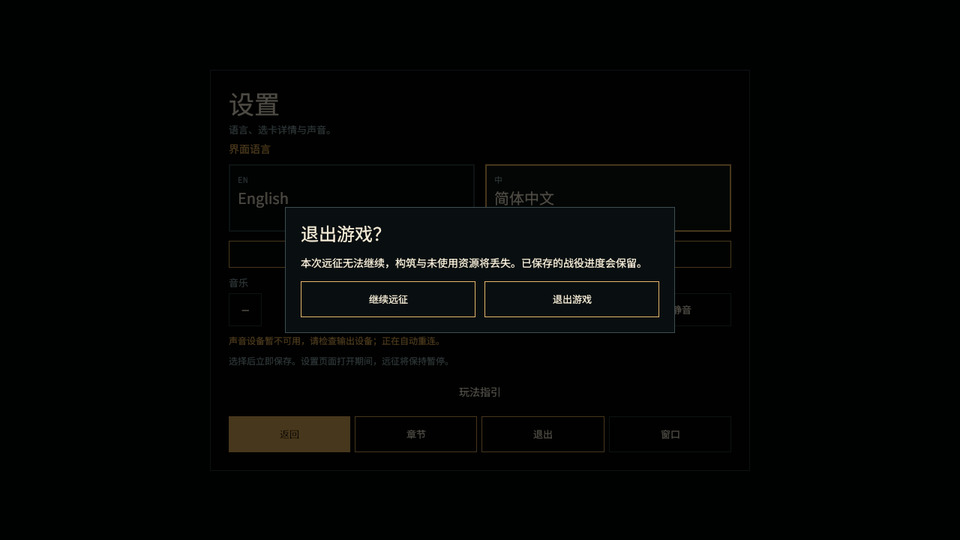 设置
语言、选卡详情与声音。
界面语言
EN
English
中
简体中文
退出游戏？
本次远征无法继续，构筑与未使用资源将丢失。已保存的战役进度会保留。
继续远征
退出游戏
音乐
–
静音
声音设备暂不可用，请检查输出设备；正在自动重连。
选择后立即保存。设置页面打开期间，远征将保持暂停。
玩法指引
返回
章节
退出
窗口